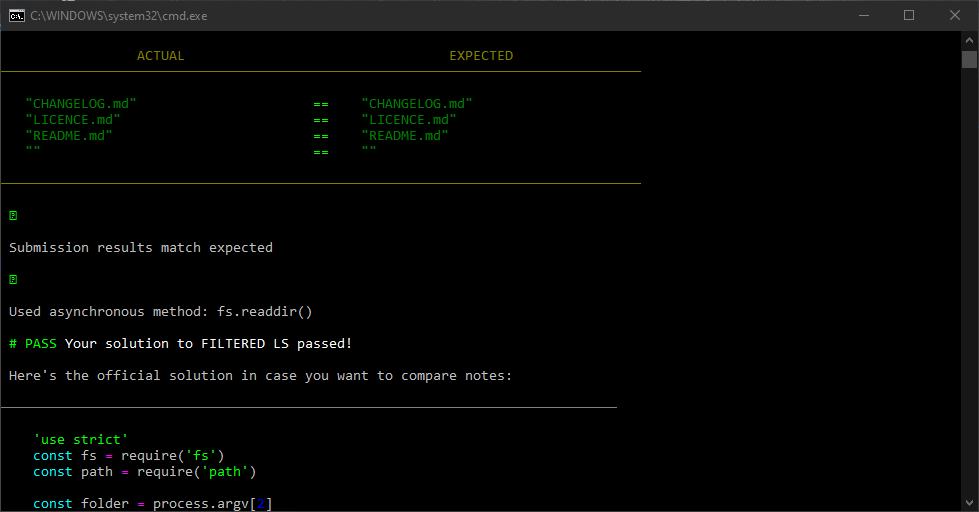 C:\WINDOWS\system32\cmd.exe
ACTUAL EXPECTED
"CHANGELOG.md" == "CHANGELOG.md"
"LICENCE.md" == "LICENCE.md"
"README.md" == "README.md"
"" == ""
Submission results match expected
Used asynchronous method: fs.readdir()
# PASS Your solution to FILTERED LS passed!
Here's the official solution in case you want to compare notes:
'use strict'
const fs = require('fs')
const path = require('path')
const folder = process.argv[2]